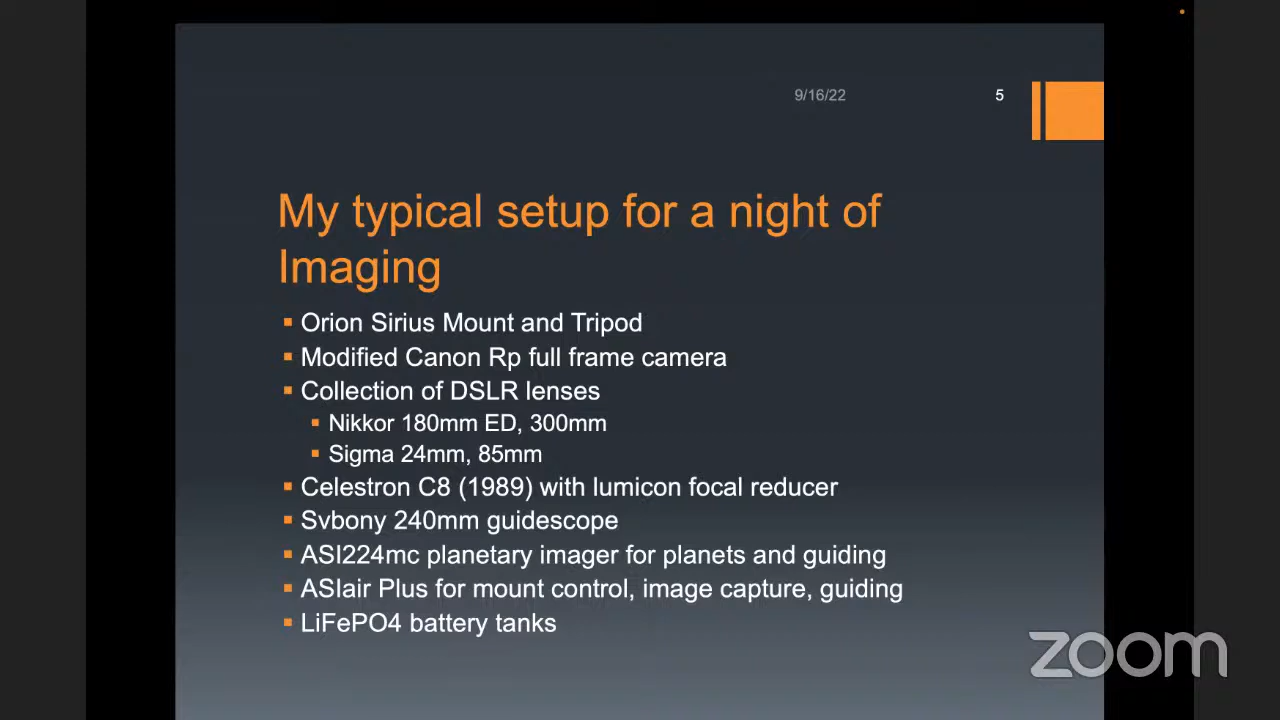 9/16/22 5
My typical setup for a night of
Imaging
Orion Sirius Mount and Tripod
Modified Canon Rp full frame camera
Collection of DSLR lenses
Nikkor 180mm ED, 300mm
Sigma 24mm, 85mm
Celestron C8 (1989) with lumicon focal reducer
Svbony 240mm guidescope
ASI224mc planetary imager for planets and guiding
ASIair Plus for mount control, image capture, guiding
LiFePO4 battery tanks
zoom